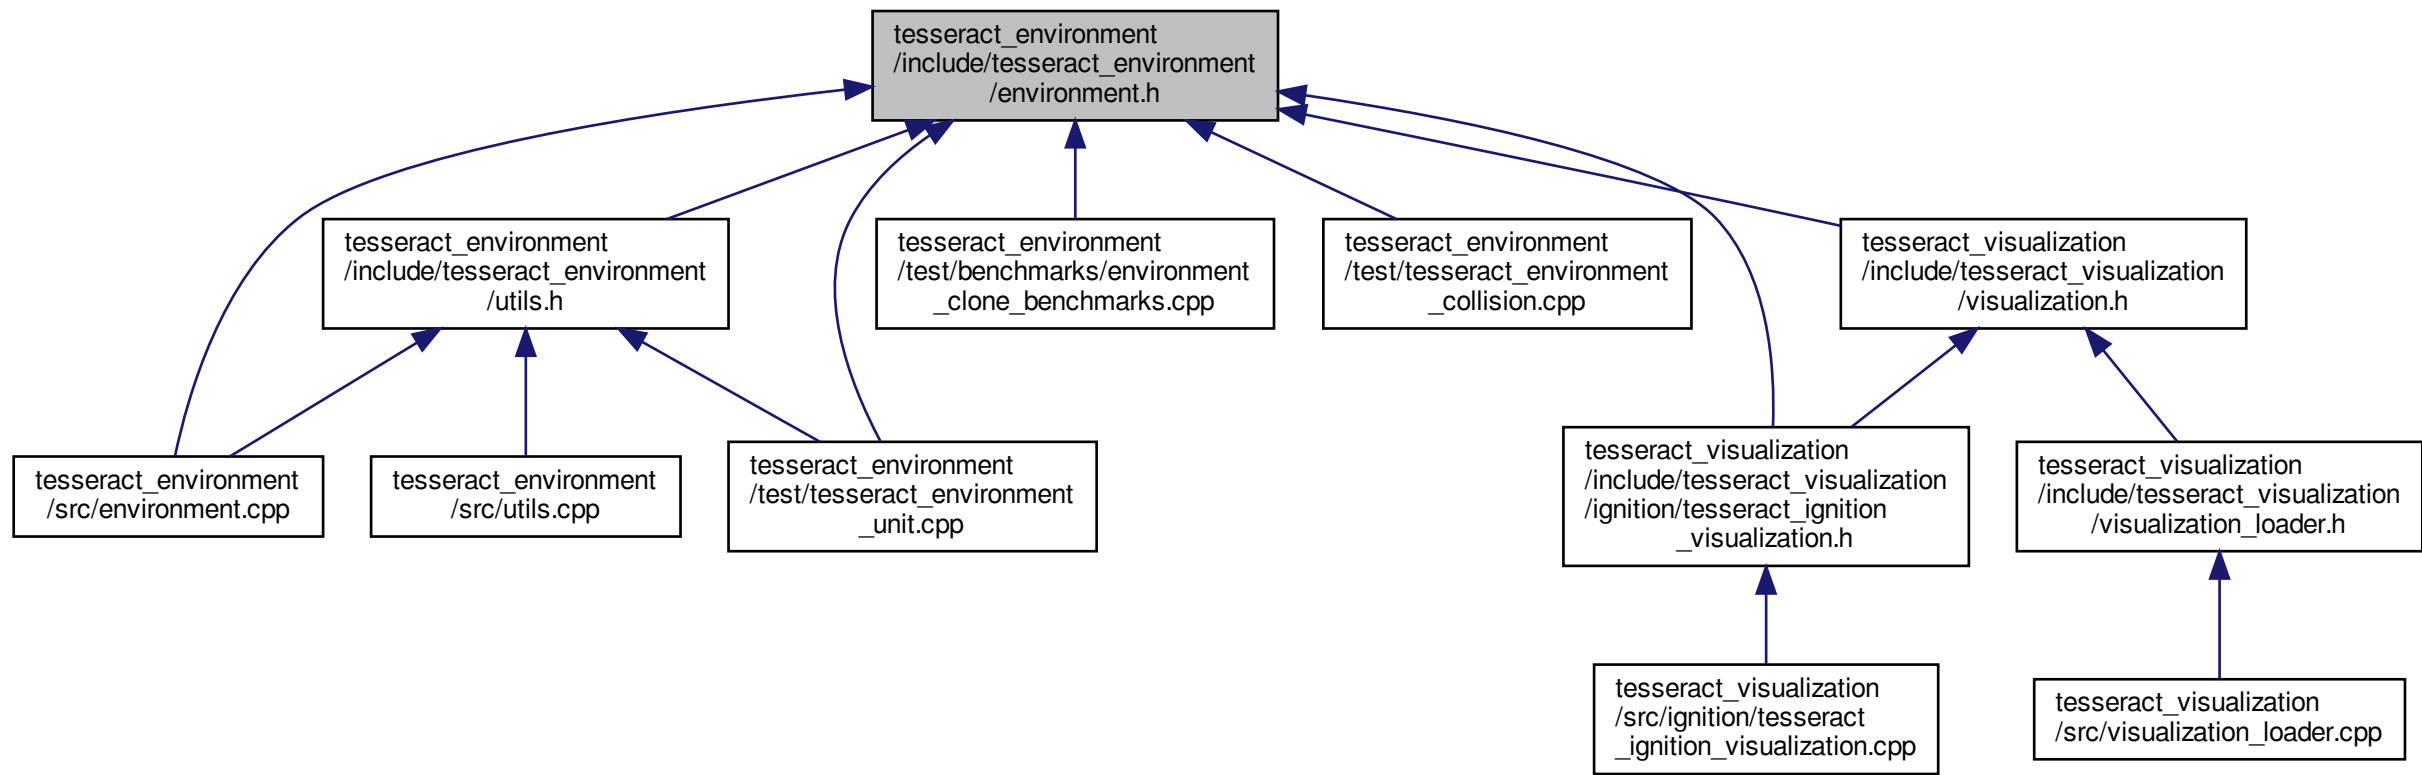 tesseract_environment
/include/tesseract_environment
/environment.h
tesseract_environment
/include/tesseract_environment
/utils.h
tesseract_environment
/test/benchmarks/environment
_clone_benchmarks.cpp
tesseract_environment
/test/tesseract_environment
_collision.cpp
tesseract_visualization
/include/tesseract_visualization
/visualization.h
tesseract_environment
/src/environment.cpp
tesseract_environment
/src/utils.cpp
tesseract_environment
/test/tesseract_environment
_unit.cpp
tesseract_visualization
/include/tesseract_visualization
/ignition/tesseract_ignition
_visualization.h
tesseract_visualization
/include/tesseract_visualization
/visualization_loader.h
tesseract_visualization
/src/ignition/tesseract
_ignition_visualization.cpp
tesseract_visualization
/src/visualization_loader.cpp